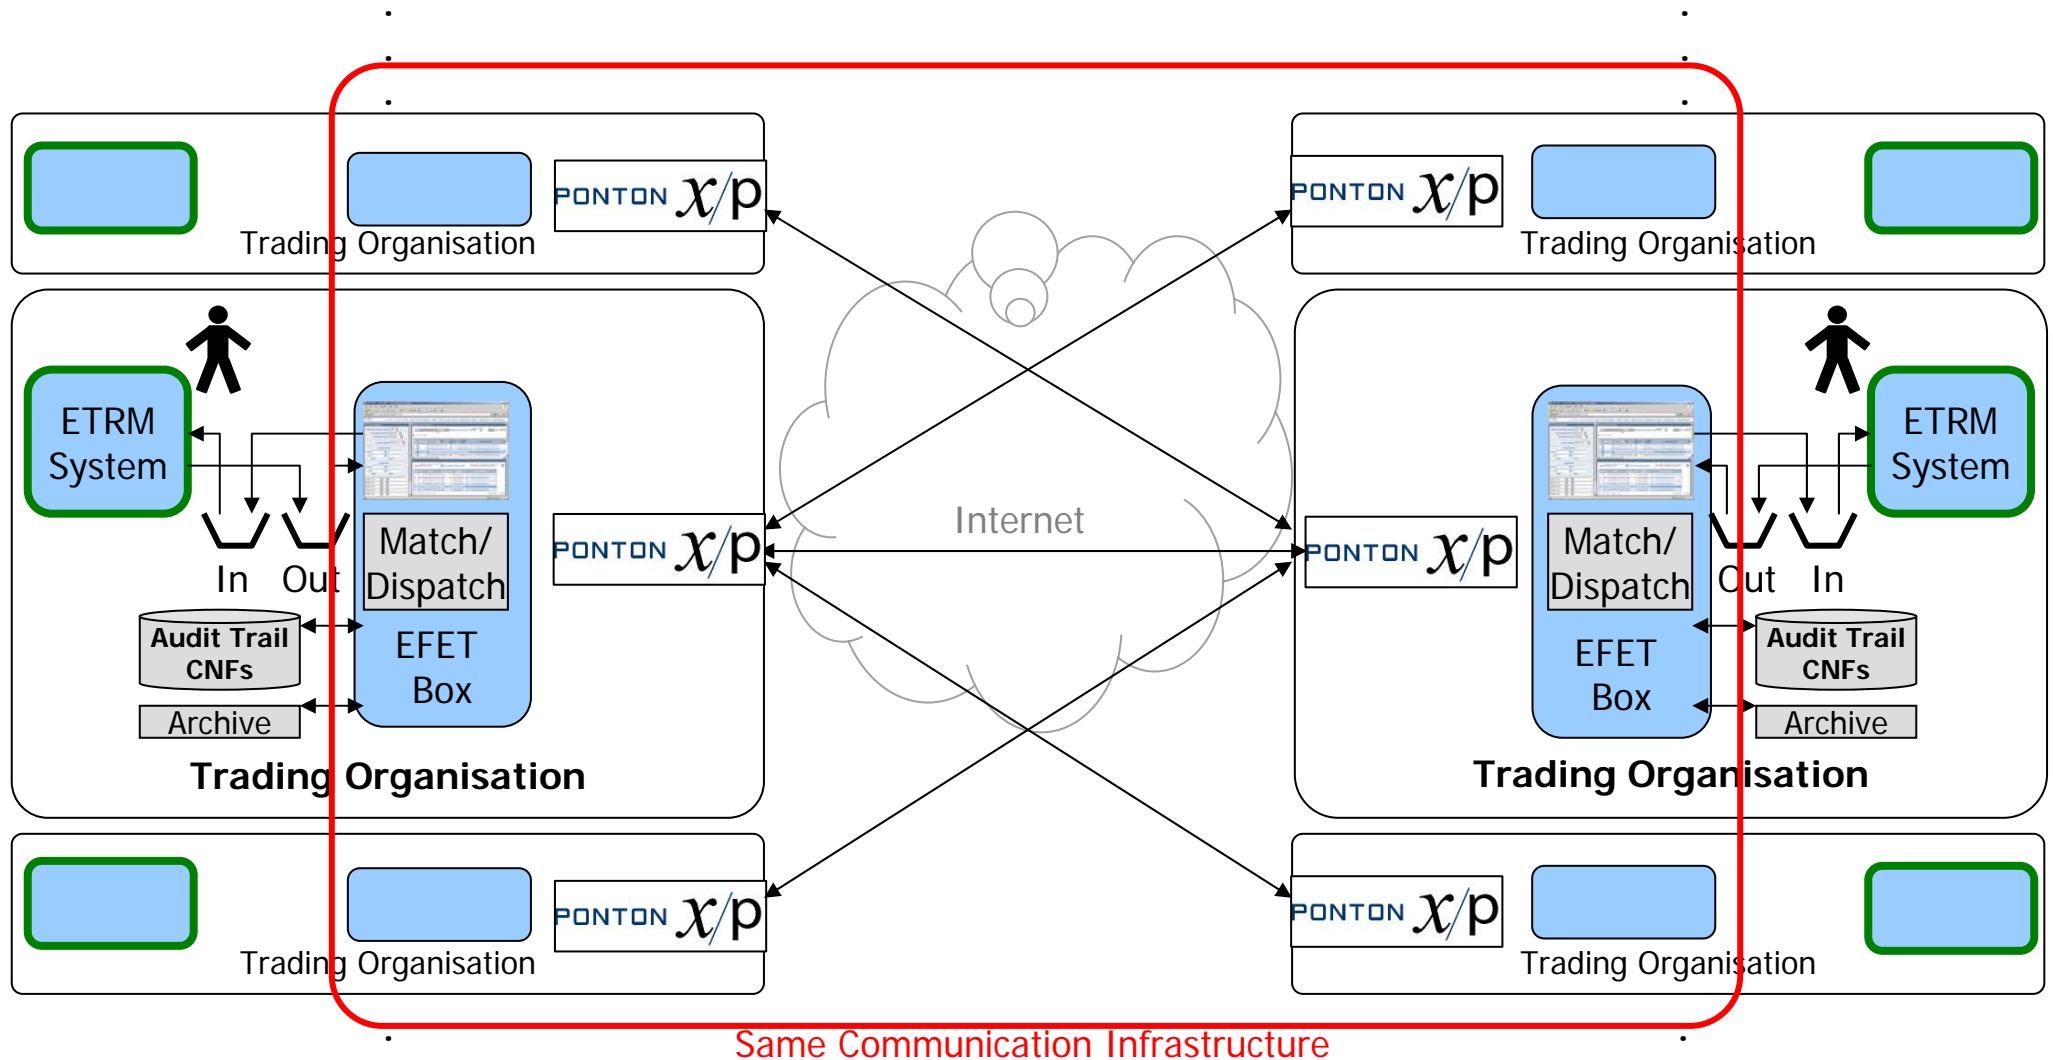 PONTON x/p
Trading Organisation
PONTON x/p
Trading Organisation
ETRM
System
In
Out
Match/
Dispatch
EFET
Box
Audit Trail
CNFs
Archive
PONTON x/p
Trading Organisation
Internet
PONTON x/p
Match/
Dispatch
EFET
Box
ETRM
System
Out
In
Audit Trail
CNFs
Archive
Trading Organisation
PONTON x/p
Trading Organisation
PONTON x/p
Trading Organisation
Same Communication Infrastructure